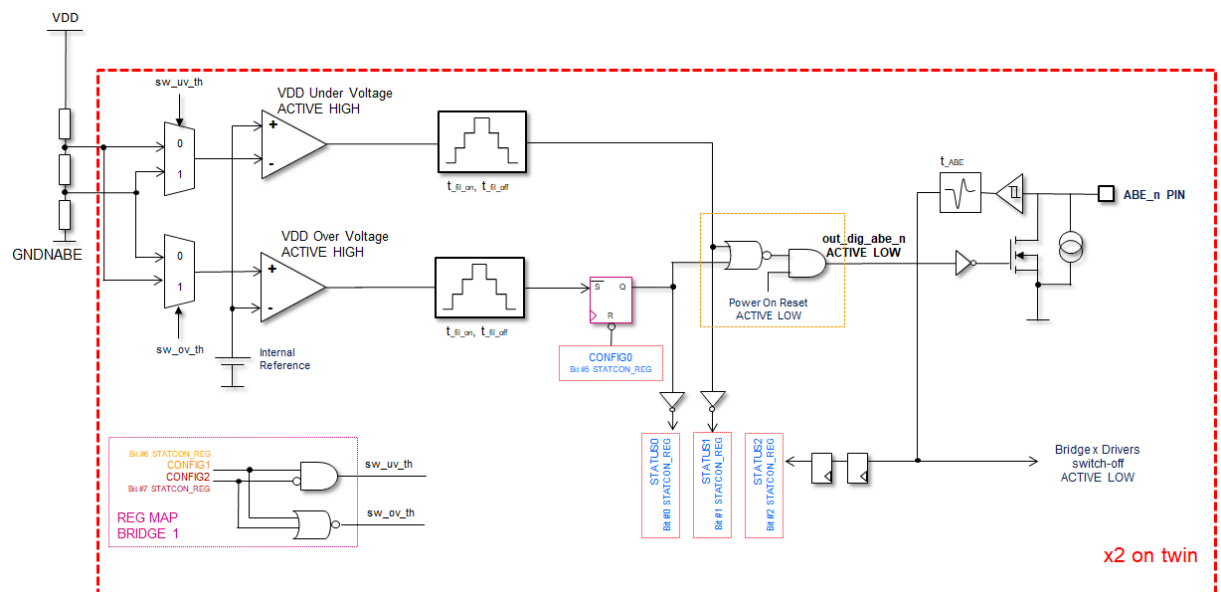 VDD
sw_uv_th
VDD Under Voltage
ACTIVE HIGH
+
-
0
1
t_fil_on, t_fil_off
t_ABE
ABE_n PIN
GNDNABE
VDD Over Voltage
ACTIVE HIGH
0
1
+
-
t_fil_on, t_fil_off
sw_ov_th
Internal
Reference
S
Q
R
CONFIG0
Bit #5 STATCON_REG
out_dig_abe_n
ACTIVE LOW
Power On Reset
ACTIVE LOW
STATUS0
Bit #0 STATCON_REG
STATUS1
Bit #1 STATCON_REG
STATUS2
Bit #2 STATCON_REG
Bridge x Drivers
switch-off
ACTIVE LOW
Bit #6 STATCON_REG
CONFIG1
CONFIG2
Bit #7 STATCON_REG
REG MAP
BRIDGE 1
sw_uv_th
sw_ov_th
x2 on twin